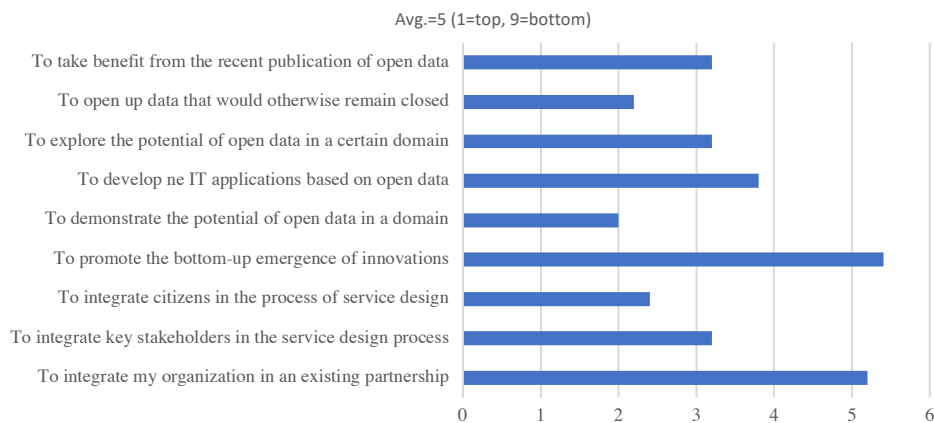 Avg.=5 (1=top, 9=bottom)
To take benefit from the recent publication of open data
To open up data that would otherwise remain closed
To explore the potential of open data in a certain domain
To develop ne IT applications based on open data
To demonstrate the potential of open data in a domain
To promote the bottom-up emergence of innovations
To integrate citizens in the process of service design
To integrate key stakeholders in the service design process
To integrate my organization in an existing partnership
0 1 2 3 4 5 6